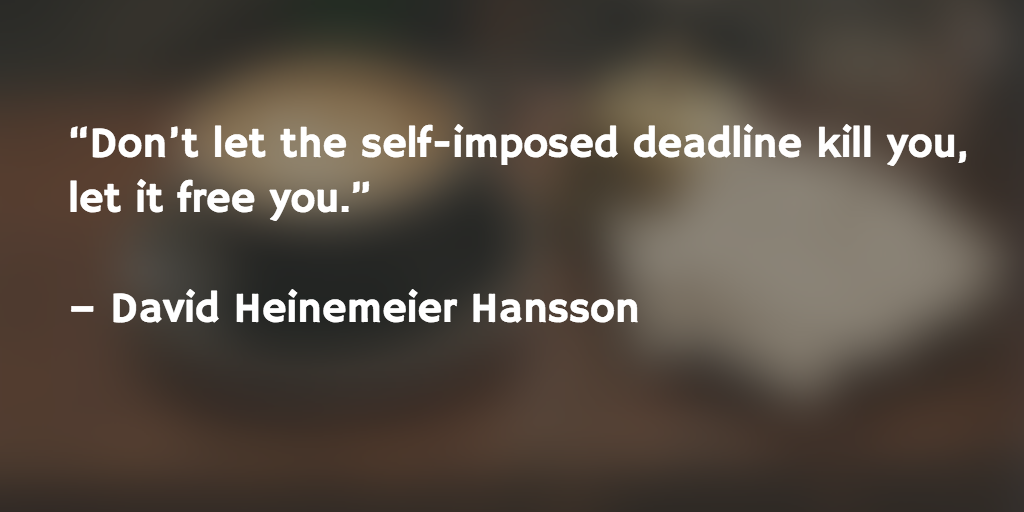 “Don’t let the self-imposed deadline kill you,
let it free you.”
– David Heinemeier Hansson